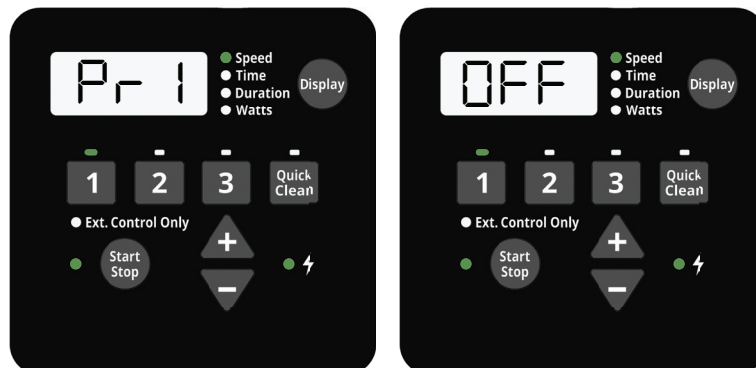 Pr 1
Speed
Time
Duration
Watts
Display
1
2
3
Quick Clean
Ext. Control Only
Start Stop
+
−
OFF
Speed
Time
Duration
Watts
Display
1
2
3
Quick Clean
Ext. Control Only
Start Stop
+
−